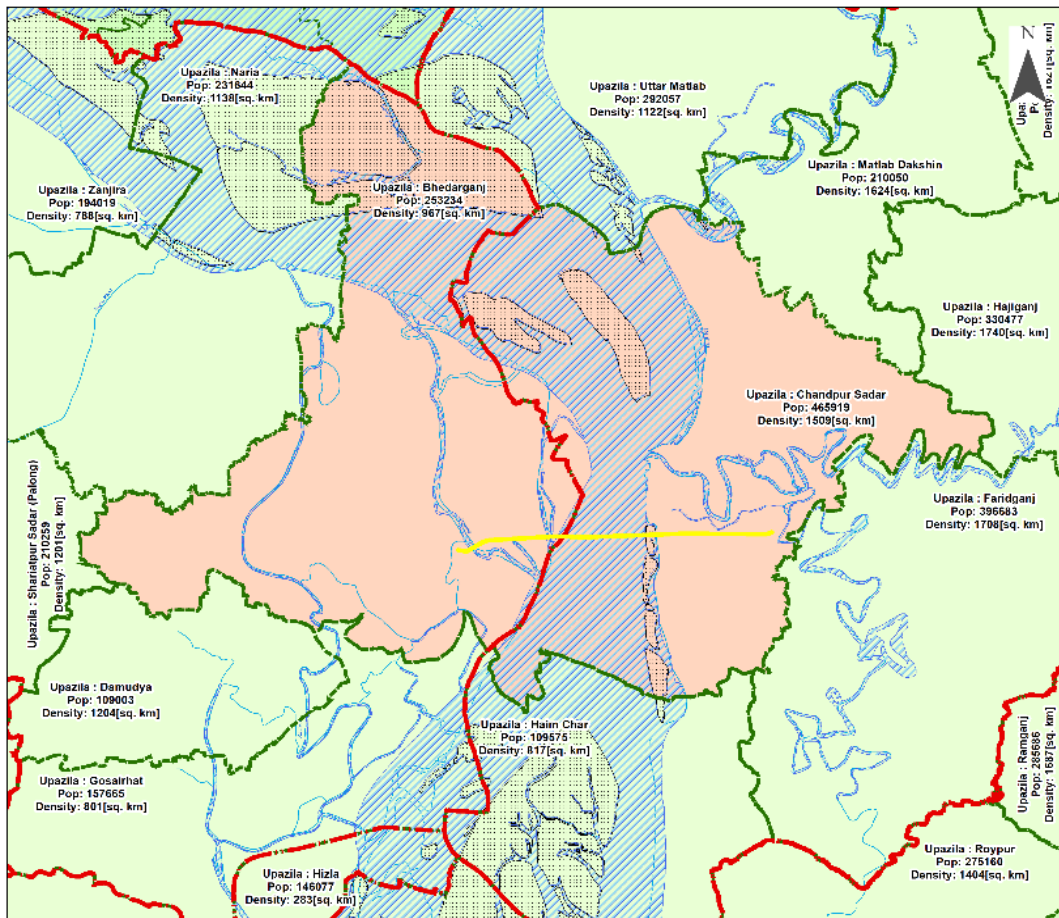 N
Upazila : Naria
Pop: 231644
Density: 1138[sq. km]
Upazila : Uttar Matlab
Pop: 292057
Density: 1122[sq. km]
Upazila : Matlab Dakshin
Pop: 210050
Density: 1624[sq. km]
Upazila : Zanjira
Pop: 194019
Density: 788[sq. km]
Upazila : Bhedarganj
Pop: 253234
Density: 967[sq. km]
Upazila : Hajiganj
Pop: 330477
Density: 1740[sq. km]
Upazila : Chandpur Sadar
Pop: 465919
Density: 1509[sq. km]
Upazila : Shariatpur Sadar (Palong)
Pop: 210259
Density: 1201[sq. km]
Upazila : Faridganj
Pop: 396683
Density: 1708[sq. km]
Upazila : Damudya
Pop: 109003
Density: 1204[sq. km]
Upazila : Haim Char
Pop: 109575
Density: 817[sq. km]
Upazila : Gosairhat
Pop: 157665
Density: 801[sq. km]
Upazila : Ramganj
Pop: 285686
Density: 1687[sq. km]
Upazila : Hizla
Pop: 146077
Density: 283[sq. km]
Upazila : Roypur
Pop: 275160
Density: 1404[sq. km]